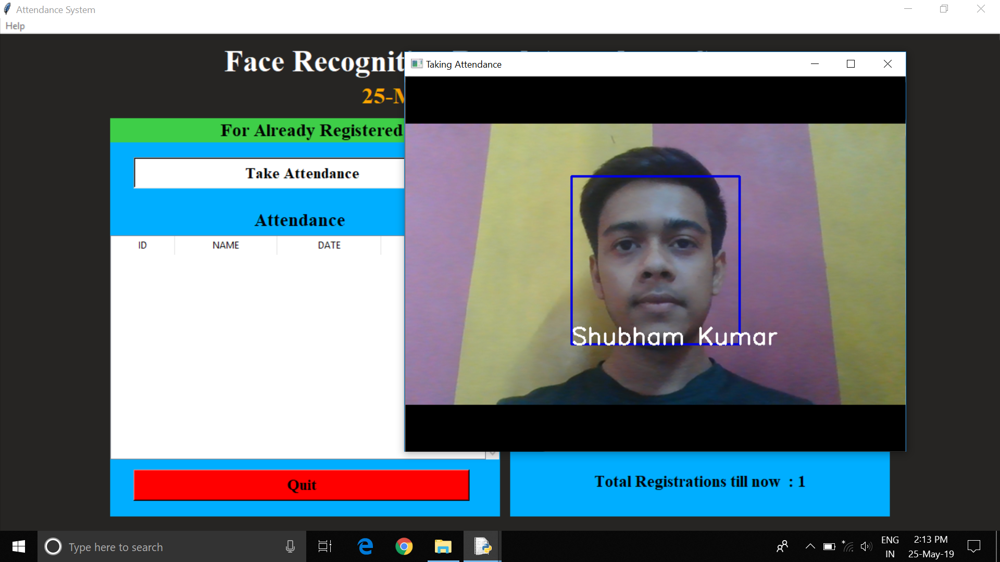 Attendance System
Help
Face Recognit
25-M
Taking Attendance
For Already Registered
Take Attendance
Attendance
ID NAME DATE
Shubham Kumar
Quit
Total Registrations till now : 1
Type here to search
ENG
IN
2:13 PM
25-May-19